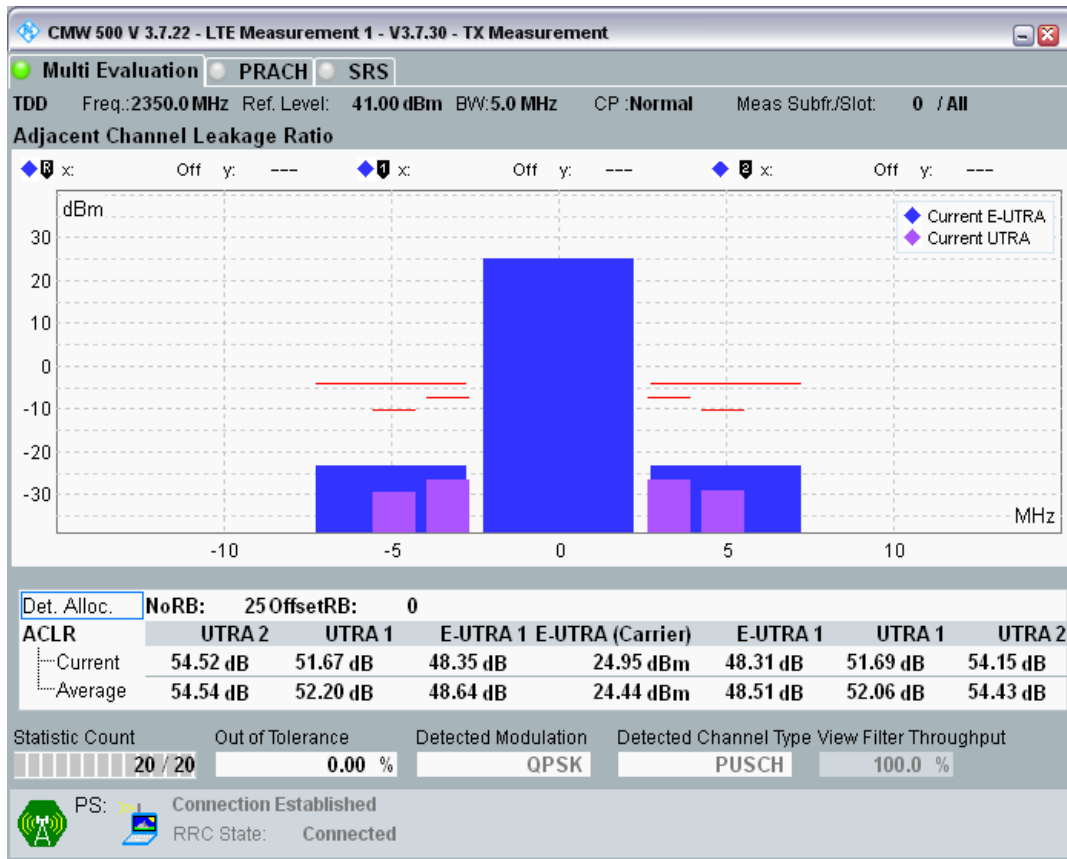 CMW 500 V 3.7.22 - LTE Measurement 1 - V3.7.30 - TX Measurement
Multi Evaluation PRACH SRS
TDD Freq.:2350.0 MHz Ref. Level: 41.00 dBm BW:5.0 MHz CP :Normal Meas Subfr./Slot: 0 / All
Adjacent Channel Leakage Ratio
R x: Off y: --- 1 x: Off y: --- 2 x: Off y: ---
dBm
Current E-UTRA
Current UTRA
30
20
10
0
-10
-20
-30
MHz
-10 -5 0 5 10
Det. Alloc. NoRB: 25 OffsetRB: 0
ACLR UTRA 2 UTRA 1 E-UTRA 1 E-UTRA (Carrier) E-UTRA 1 UTRA 1 UTRA 2
Current 54.52 dB 51.67 dB 48.35 dB 24.95 dBm 48.31 dB 51.69 dB 54.15 dB
Average 54.54 dB 52.20 dB 48.64 dB 24.44 dBm 48.51 dB 52.06 dB 54.43 dB
Statistic Count Out of Tolerance Detected Modulation Detected Channel Type View Filter Throughput
20 / 20 0.00 % QPSK PUSCH 100.0 %
PS: Connection Established
RRC State: Connected